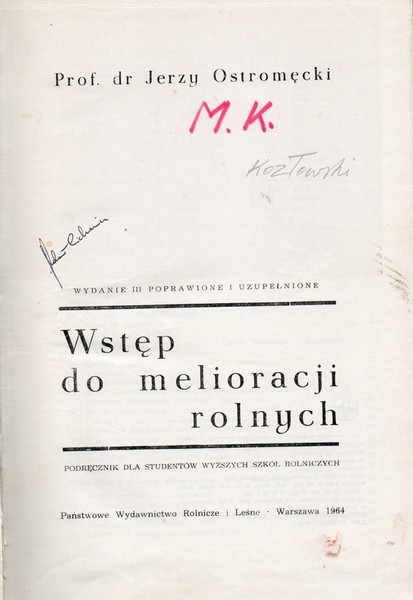 Prof. dr Jerzy Ostromęcki
M.K.
Kozłowski
WYDANIE III POPRAWIONE I UZUPEŁNIONE
Wstęp
do melioracji
rolnych
PODRĘCZNIK DLA STUDENTÓW WYŻSZYCH SZKÓŁ ROLNICZYCH
Państwowe Wydawnictwo Rolnicze i Leśne · Warszawa 1964